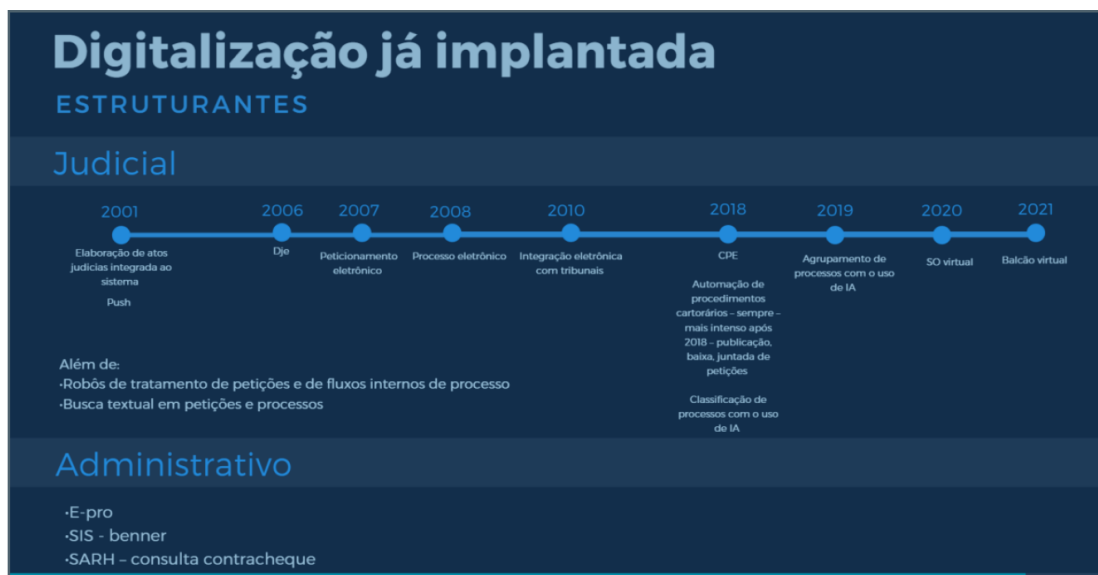 Digitalização já implantada
ESTRUTURANTES
Judicial
2001
Elaboração de atos
judicias integrada ao
sistema
Push
2006
Dje
2007
Peticionamento
eletrônico
2008
Processo eletrônico
2010
Integração eletrônica
com tribunais
2018
CPE
Automação de
procedimentos
cartorários – sempre –
mais intenso após
2018 – publicação,
baixa, juntada de
petições
Classificação de
processos com o uso
de IA
2019
Agrupamento de
processos com o uso
de IA
2020
SO virtual
2021
Balcão virtual
Além de:
•Robôs de tratamento de petições e de fluxos internos de processo
•Busca textual em petições e processos
Administrativo
•E-pro
•SIS - benner
•SARH – consulta contracheque